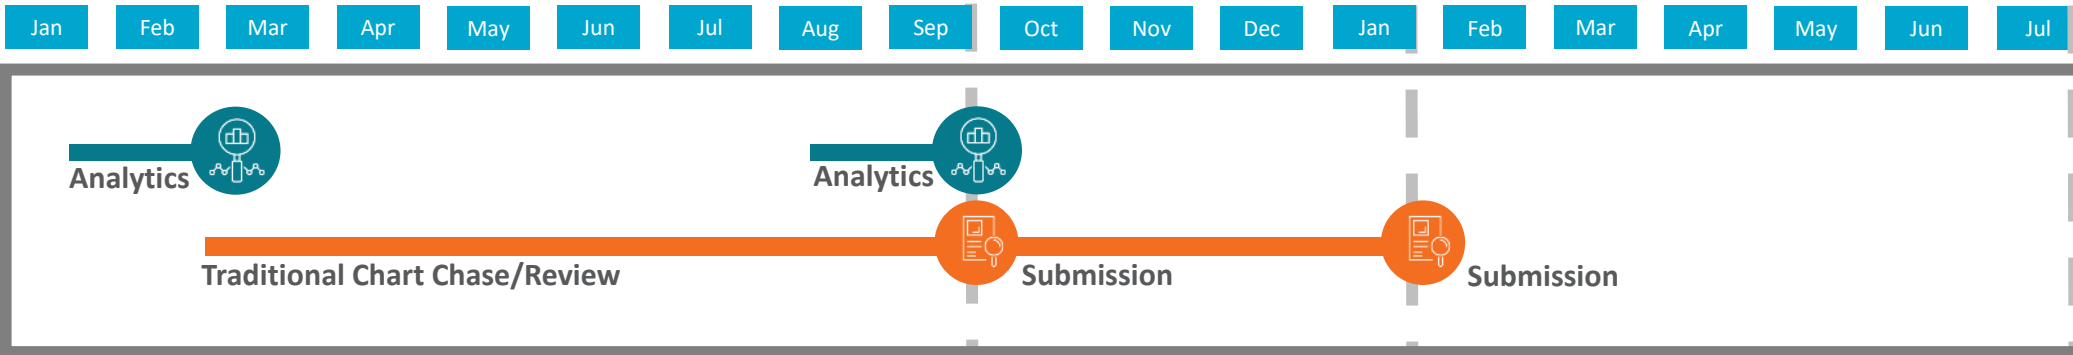 Jan Feb Mar Apr May Jun Jul Aug Sep Oct Nov Dec Jan Feb Mar Apr May Jun Jul
Analytics Analytics
Traditional Chart Chase/Review Submission Submission